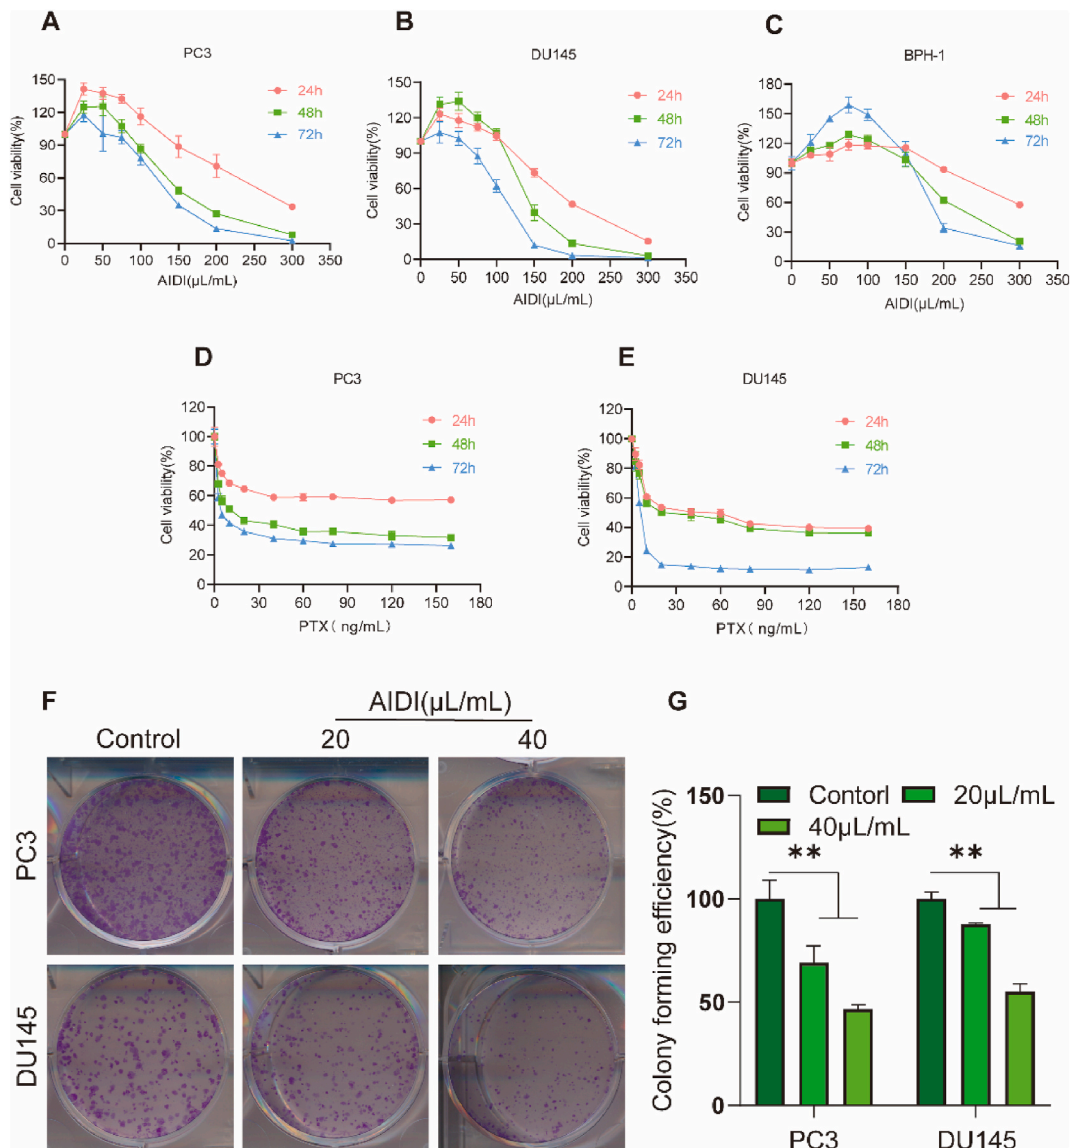 A
PC3
Cell viability(%)
150
120
90
60
30
0
0 50 100 150 200 250 300 350
AIDI(µL/mL)
24h
48h
72h
B
DU145
Cell viability(%)
150
120
90
60
30
0
0 50 100 150 200 250 300 350
AIDI(µL/mL)
24h
48h
72h
C
BPH-1
Cell viability(%)
180
150
120
90
60
30
0
0 50 100 150 200 250 300 350
AIDI(µL/mL)
24h
48h
72h
D
PC3
Cell viability(%)
120
100
80
60
40
20
0
0 30 60 90 120 150 180
PTX( ng/mL)
24h
48h
72h
E
DU145
Cell viability(%)
120
100
80
60
40
20
0
0 30 60 90 120 150 180
PTX( ng/mL)
24h
48h
72h
F
AIDI(µL/mL)
Control 20 40
PC3
DU145
G
Colony forming efficiency(%)
150
100
50
0
Contorl 20µL/mL
40µL/mL
** **
PC3 DU145